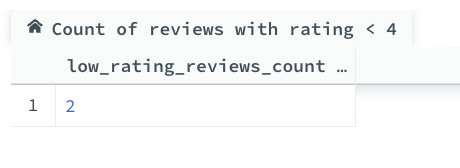 Count of reviews with rating < 4
low_rating_reviews_count …
1 2